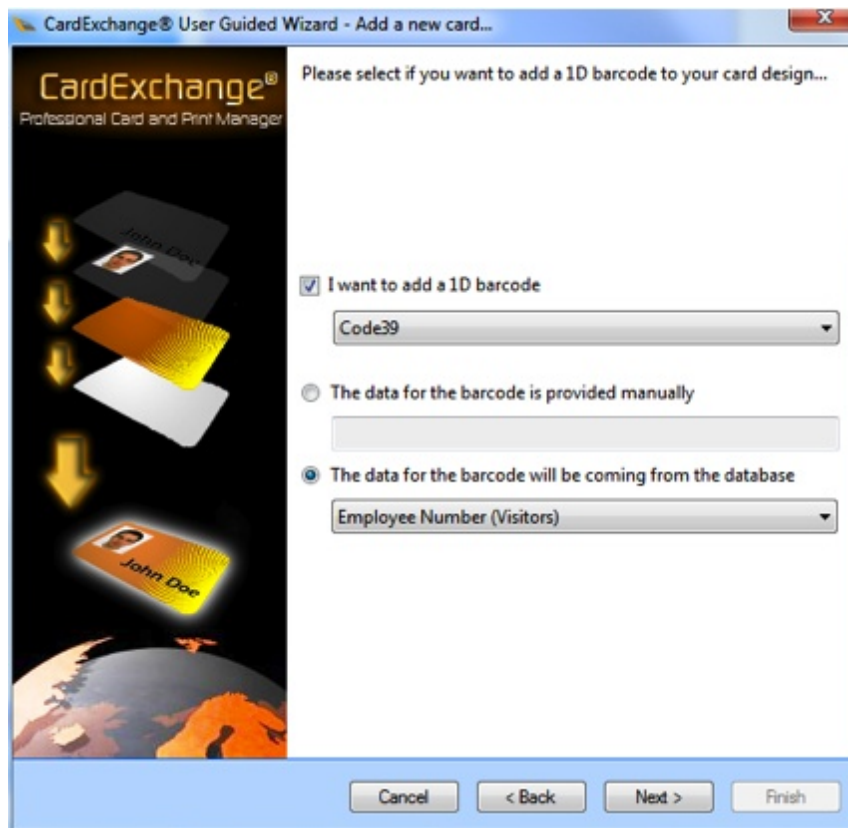 CardExchange® User Guided Wizard - Add a new card...
CardExchange®
Professional Card and Print Manager
John Doe
John Doe
Please select if you want to add a 1D barcode to your card design...
I want to add a 1D barcode
Code39
The data for the barcode is provided manually
The data for the barcode will be coming from the database
Employee Number (Visitors)
Cancel
< Back
Next >
Finish